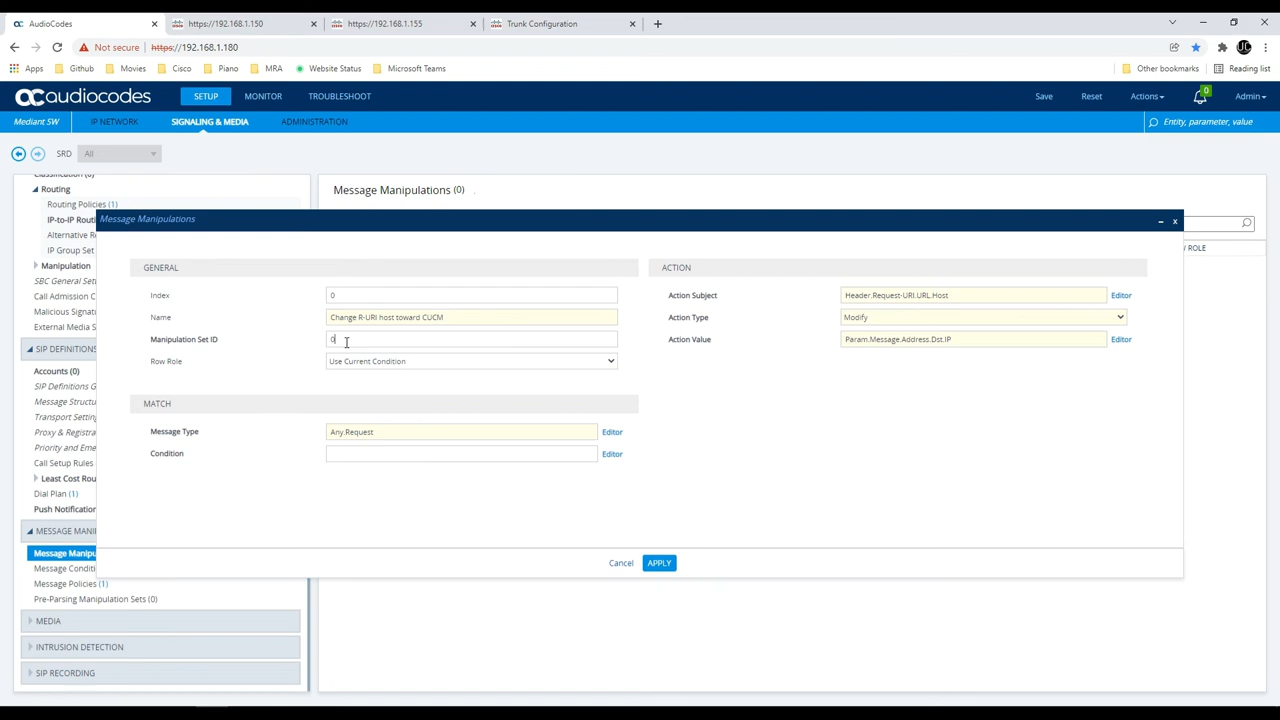 AudioCodes
https://192.168.1.150
https://192.168.1.155
Trunk Configuration
Not secure
https://192.168.1.180
Apps
Github
Movies
Cisco
Piano
MRA
Website Status
Microsoft Teams
Other bookmarks
Reading list
audiocodes
SETUP
MONITOR
TROUBLESHOOT
Save
Reset
Actions
0
Admin
Mediant SW
IP NETWORK
SIGNALING & MEDIA
ADMINISTRATION
Entity, parameter, value
SRD
All
Classification (0)
Routing
Routing Policies (1)
IP-to-IP Routi
Alternative R
IP Group Set
Manipulation
SBC General Sett
Call Admission C
Malicious Signat
External Media S
SIP DEFINITIONS
Accounts (0)
SIP Definitions G
Message Structu
Transport Setting
Proxy & Registra
Priority and Eme
Call Setup Rules
Least Cost Rou
Dial Plan (1)
Push Notification
MESSAGE MANI
Message Manipu
Message Conditi
Message Policies (1)
Pre-Parsing Manipulation Sets (0)
MEDIA
INTRUSION DETECTION
SIP RECORDING
Message Manipulations (0)
ROLE
Message Manipulations
x
GENERAL
Index
0
Name
Change R-URI host toward CUCM
Manipulation Set ID
0
Row Role
Use Current Condition
MATCH
Message Type
Any.Request
Editor
Condition
Editor
ACTION
Action Subject
Header.Request-URI.URL.Host
Editor
Action Type
Modify
Action Value
Param.Message.Address.Dst.IP
Editor
Cancel
APPLY